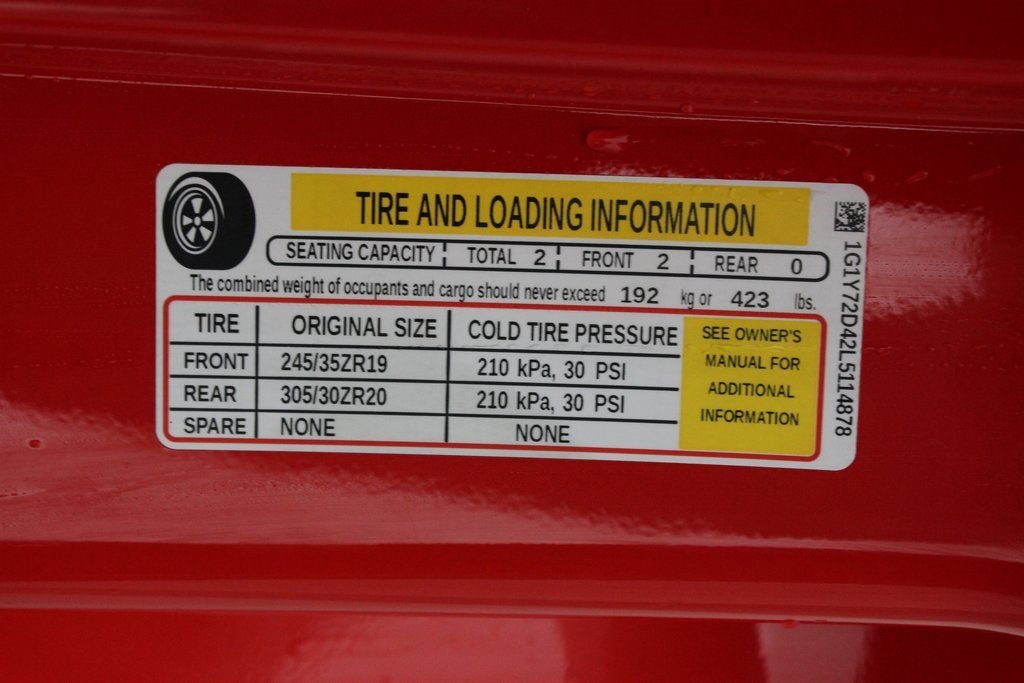 TIRE AND LOADING INFORMATION
SEATING CAPACITY TOTAL 2 FRONT 2 REAR 0
The combined weight of occupants and cargo should never exceed 192 kg or 423 lbs.
TIRE ORIGINAL SIZE COLD TIRE PRESSURE
FRONT 245/35ZR19 210 kPa, 30 PSI
REAR 305/30ZR20 210 kPa, 30 PSI
SPARE NONE NONE
SEE OWNER'S
MANUAL FOR
ADDITIONAL
INFORMATION
1G1Y72D42L5114878